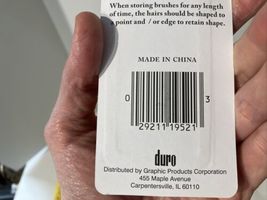 When storing brushes for any length
of time, the hairs should be shaped to
a point and / or edge to retain shape.
MADE IN CHINA
0 29211 19521 3
duro
Distributed by Graphic Products Corporation
455 Maple Avenue
Carpentersville, IL 60110